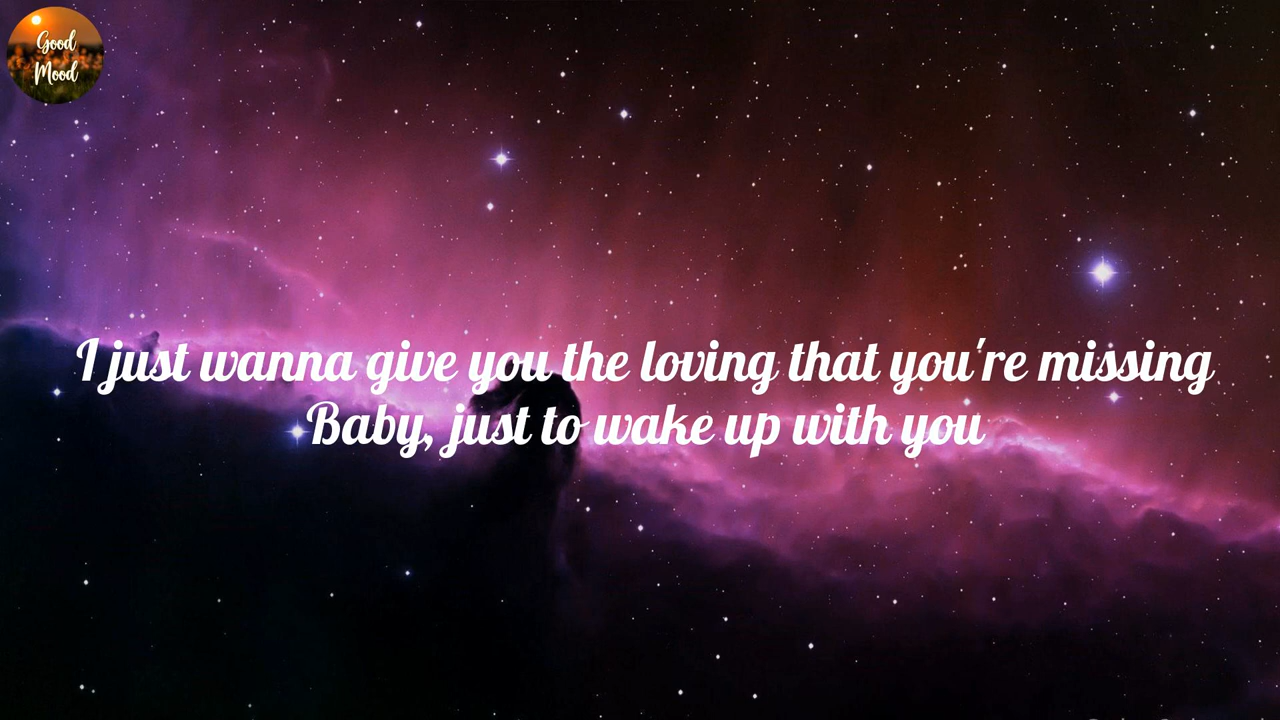 Good
Mood
I just wanna give you the loving that you're missing
Baby, just to wake up with you